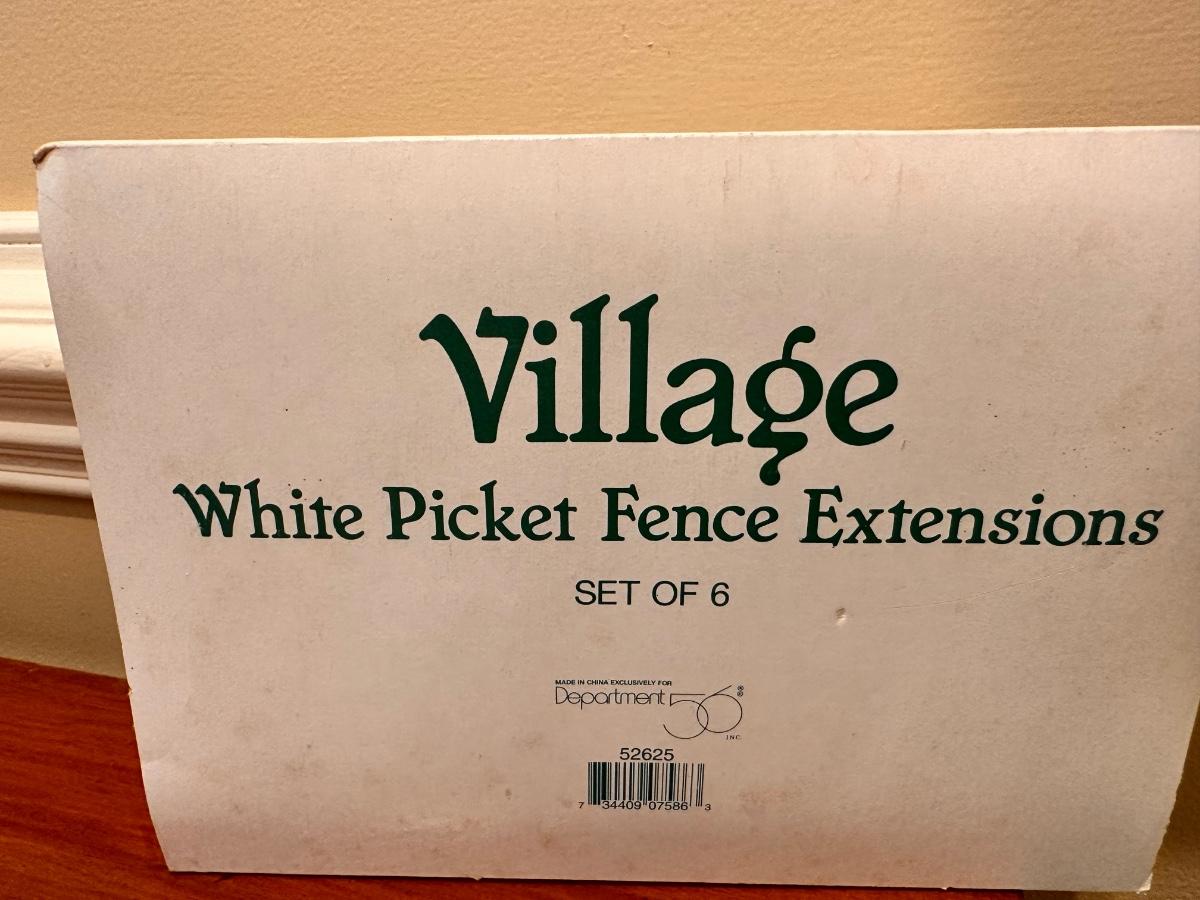 Village
White Picket Fence Extensions
SET OF 6
MADE IN CHINA EXCLUSIVELY FOR
Department 56®
INC.
52625
7 34409 07586 3